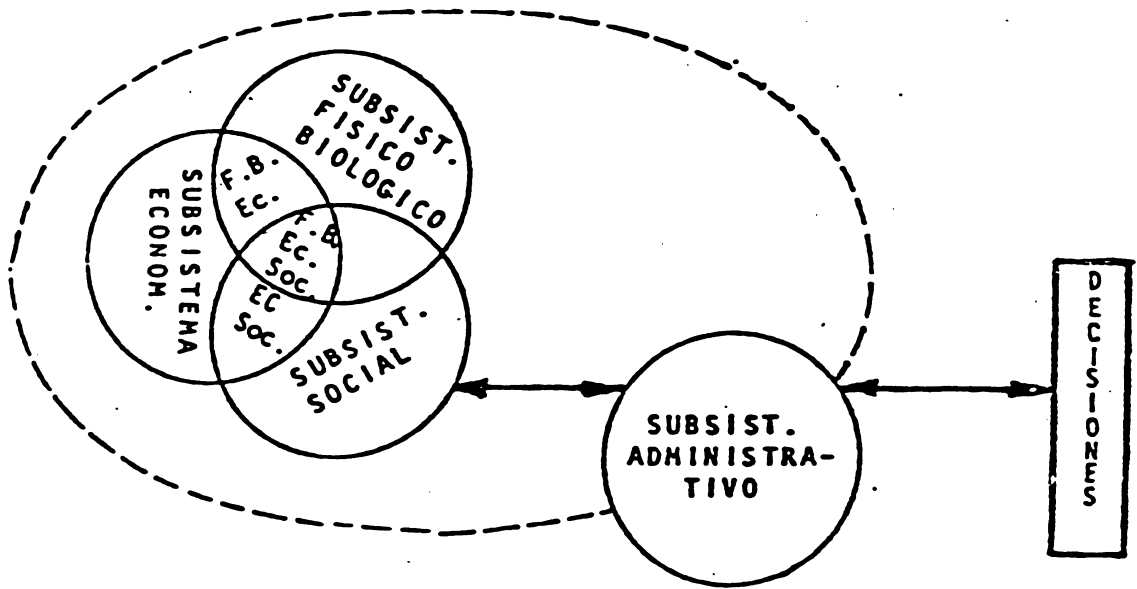 SUBSIST.
FISICO
BIOLOGICO
F.B.
Ec.
SUBSISTEMA
ECONOM.
F.B.
Ec.
Soc.
EC
Soc.
SUBSIST.
SOCIAL
SUBSIST.
ADMINISTRA-
TIVO
DECISIONES